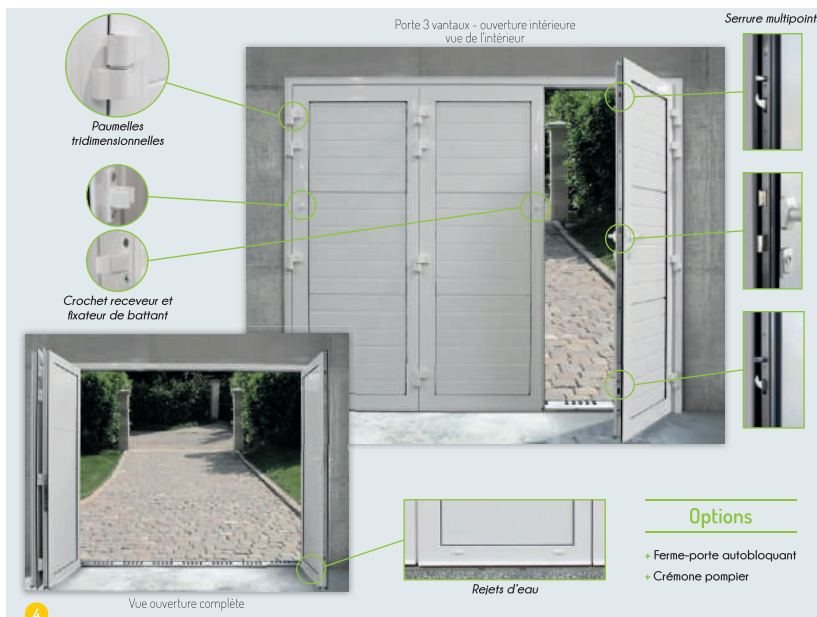 Porte 3 vantaux - ouverture intérieure
vue de l'intérieur
Serrure multipoint
Paumelles
tridimensionnelles
Crochet receveur et
fixateur de battant
Options
+ Ferme-porte autobloquant
+ Crémone pompier
Rejets d'eau
Vue ouverture complète
4